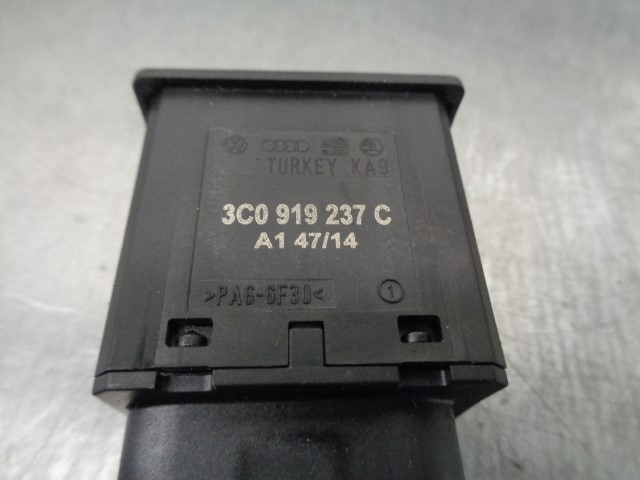 TURKEY KA9
3C0 919 237 C
A1 47/14
>PA6-GF30<
1